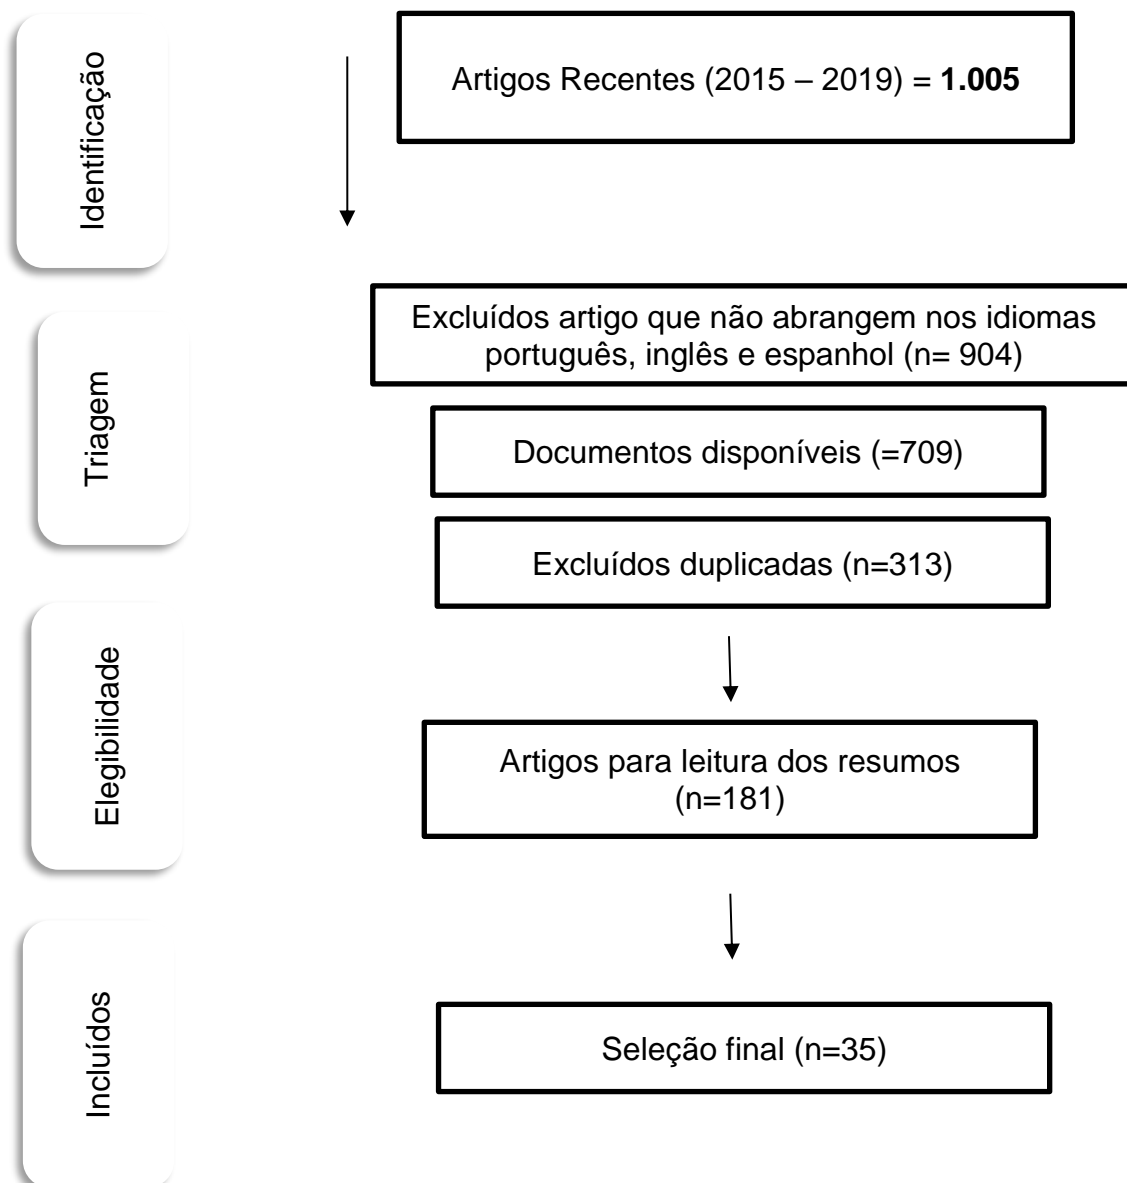 Identificação
Artigos Recentes (2015 – 2019) = 1.005
Triagem
Excluídos artigo que não abrangem nos idiomas
português, inglês e espanhol (n= 904)
Documentos disponíveis (=709)
Excluídos duplicadas (n=313)
Elegibilidade
Artigos para leitura dos resumos
(n=181)
Incluídos
Seleção final (n=35)